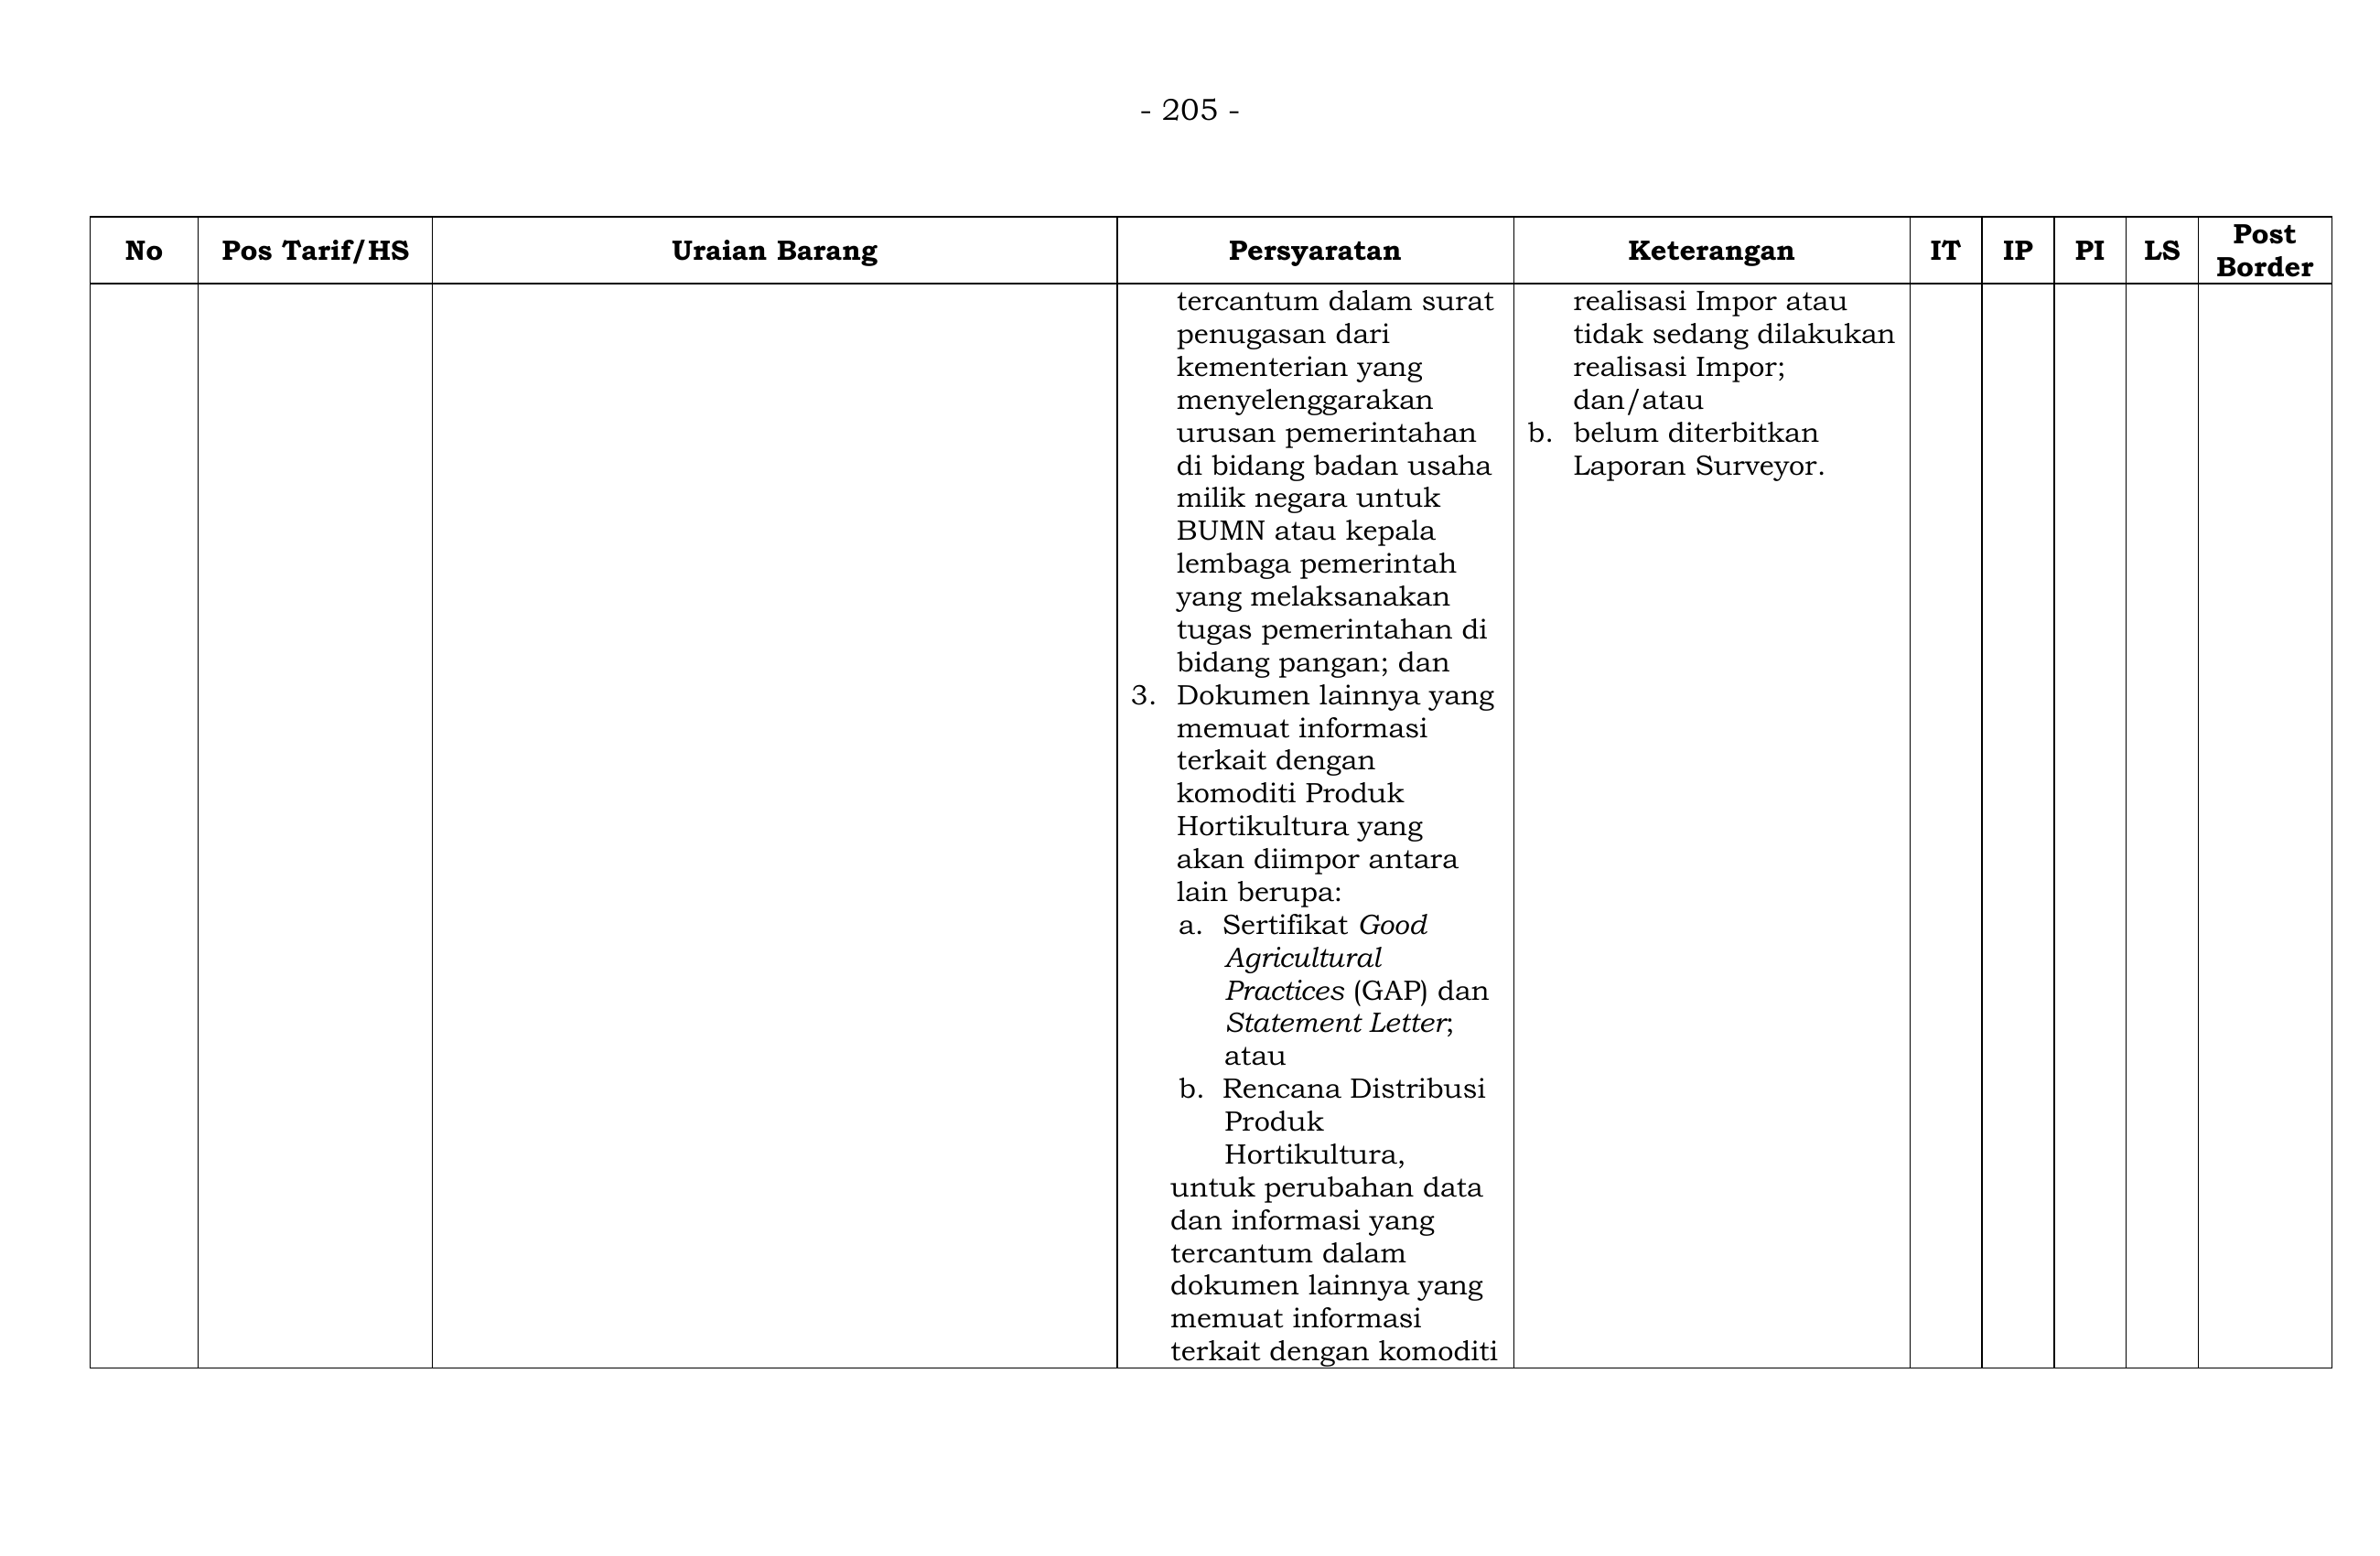 - 205 -
No
Pos Tarif/HS
Uraian Barang
Persyaratan
Keterangan
IT
IP
PI
LS
Post
Border
tercantum dalam surat
penugasan dari
kementerian yang
menyelenggarakan
urusan pemerintahan
di bidang badan usaha
milik negara untuk
BUMN atau kepala
lembaga pemerintah
yang melaksanakan
tugas pemerintahan di
bidang pangan; dan
3. Dokumen lainnya yang
memuat informasi
terkait dengan
komoditi Produk
Hortikultura yang
akan diimpor antara
lain berupa:
a. Sertifikat Good
Agricultural
Practices (GAP) dan
Statement Letter;
atau
b. Rencana Distribusi
Produk
Hortikultura,
untuk perubahan data
dan informasi yang
tercantum dalam
dokumen lainnya yang
memuat informasi
terkait dengan komoditi
realisasi Impor atau
tidak sedang dilakukan
realisasi Impor;
dan/atau
b. belum diterbitkan
Laporan Surveyor.